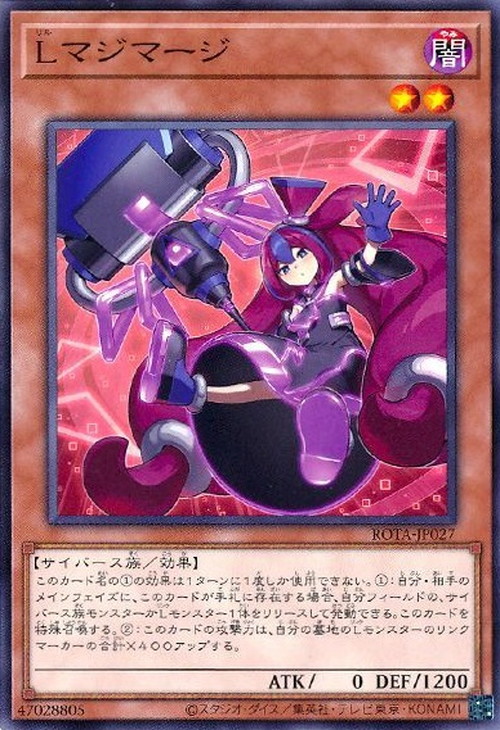 Lマジマージ
リル
闇
やみ
ROTA-JP027
【サイバース族／効果】
このカード名の①の効果は1ターンに1度しか使用できない。①：自分・相手の
メインフェイズに、このカードが手札に存在する場合、自分フィールドの、サイバ
ース族モンスターかLモンスター1体をリリースして発動できる。このカードを
特殊召喚する。②：このカードの攻撃力は、自分の墓地のLモンスターのリンク
マーカーの合計×400アップする。
ATK/ 0 DEF/1200
47028805
©スタジオ・ダイス／集英社・テレビ東京・KONAMI